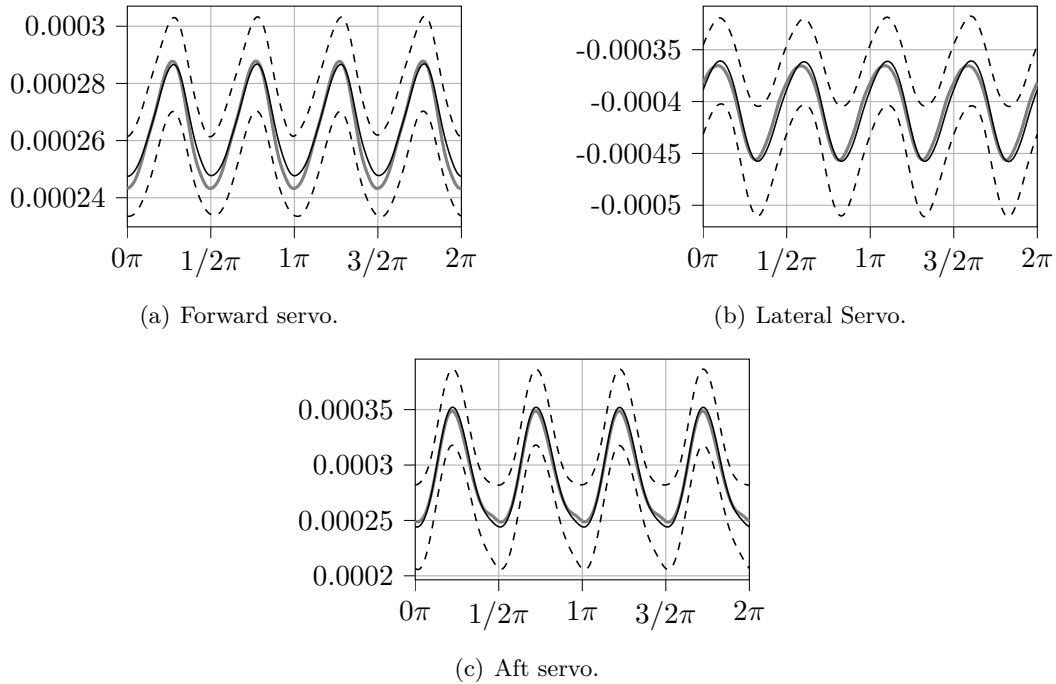 0.0003
0.00028
0.00026
0.00024
0π 1/2π 1π 3/2π 2π
(a) Forward servo.
-0.00035
-0.0004
-0.00045
-0.0005
0π 1/2π 1π 3/2π 2π
(b) Lateral Servo.
0.00035
0.0003
0.00025
0.0002
0π 1/2π 1π 3/2π 2π
(c) Aft servo.